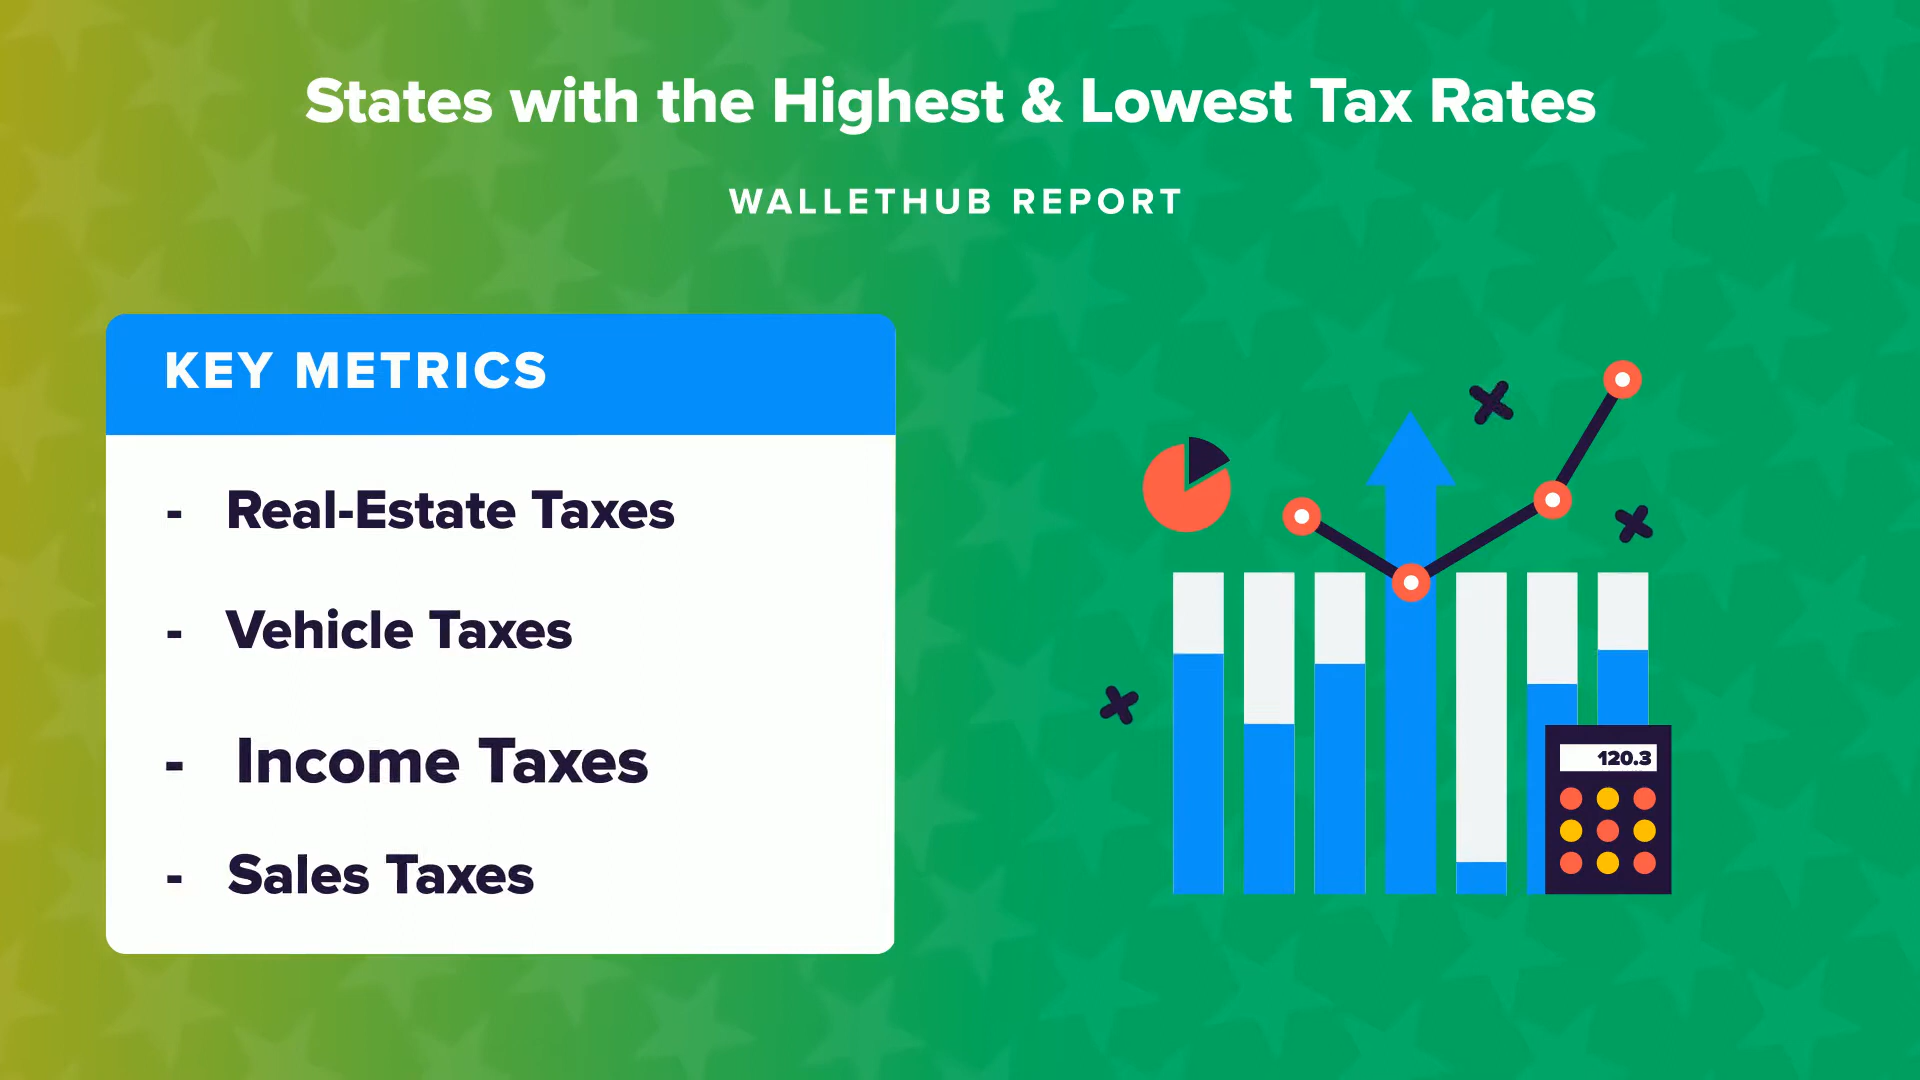 States with the Highest & Lowest Tax Rates
WALLETHUB REPORT
KEY METRICS
- Real-Estate Taxes
- Vehicle Taxes
- Income Taxes
- Sales Taxes
120.3